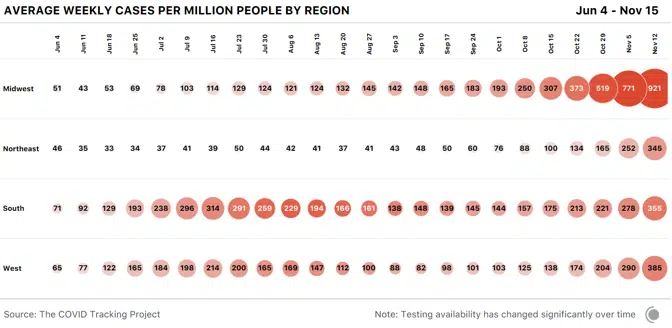 AVERAGE WEEKLY CASES PER MILLION PEOPLE BY REGION Jun 4 - Nov 15
Jun 4 Jun 11 Jun 18 Jun 25 Jul 2 Jul 9 Jul 16 Jul 23 Jul 30 Aug 6 Aug 13 Aug 20 Aug 27 Sep 3 Sep 10 Sep 17 Sep 24 Oct 1 Oct 8 Oct 15 Oct 22 Oct 29 Nov 5 Nov 12
Midwest 51 43 53 69 78 103 114 129 124 121 124 132 145 142 148 165 183 193 250 307 373 519 771 921
Northeast 46 35 33 34 37 41 39 50 44 42 41 37 41 43 48 50 60 76 88 100 134 165 252 345
South 71 92 129 193 238 296 314 291 259 229 194 166 161 138 148 139 145 144 157 175 213 221 278 355
West 65 77 122 165 184 198 214 200 165 169 147 112 100 88 82 98 101 103 125 138 174 204 290 385
Source: The COVID Tracking Project Note: Testing availability has changed significantly over time